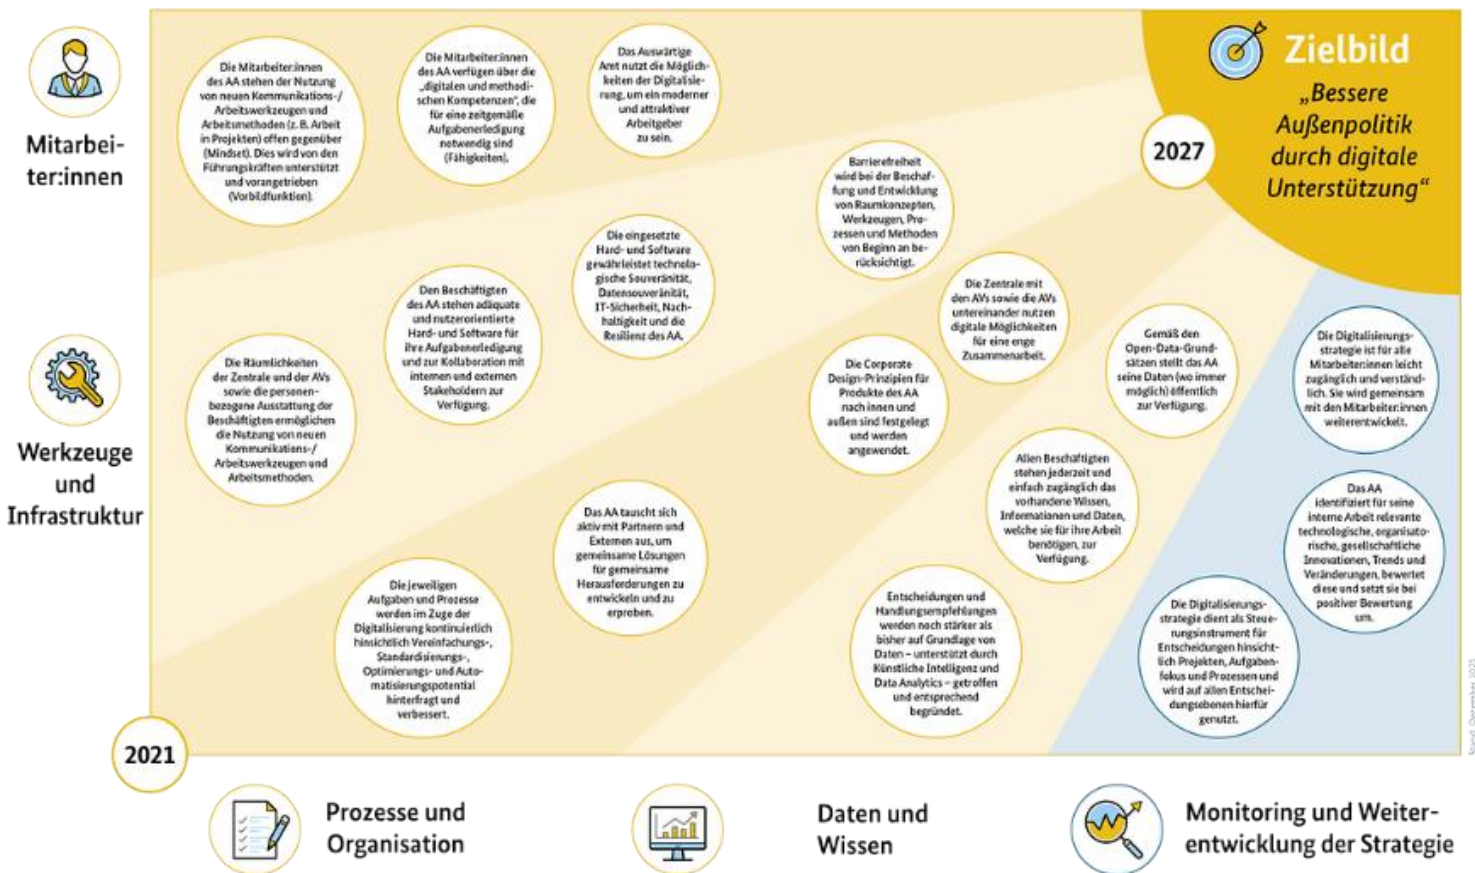 Mitarbei-
ter:innen
Die Mitarbeiter:innen
des AA stehen der Nutzung
von neuen Kommunikations-/
Arbeitswerkzeugen und
Arbeitsmethoden (z. B. Arbeit
in Projekten) offen gegenüber
(Mindset). Dies wird von den
Führungskräften unterstützt
und vorangetrieben
(Vorbildfunktion).
Die Mitarbeiter:innen
des AA verfügen über die
„digitalen und methodi-
schen Kompetenzen“, die
für eine zeitgemäße
Aufgabenerledigung
notwendig sind
(Fähigkeiten).
Das Auswärtige
Amt nutzt die Möglich-
keiten der Digitalisie-
rung, um ein moderner
und attraktiver
Arbeitgeber
zu sein.
Zielbild
„Bessere
Außenpolitik
durch digitale
Unterstützung“
2027
Barrierefreiheit
wird bei der Beschaf-
fung und Entwicklung
von Raumkonzepten,
Werkzeugen, Pro-
zessen und Methoden
von Beginn an be-
rücksichtigt.
Werkzeuge
und
Infrastruktur
Die Räumlichkeiten
der Zentrale und der AVs
sowie die personen-
bezogene Ausstattung der
Beschäftigten ermöglichen
die Nutzung von neuen
Kommunikations-/
Arbeitswerkzeugen und
Arbeitsmethoden.
Den Beschäftigten
des AA stehen adäquate
und nutzerorientierte
Hard- und Software für
ihre Aufgabenerledigung
und zur Kollaboration mit
internen und externen
Stakeholdern zur
Verfügung.
Die eingesetzte
Hard- und Software
gewährleistet technolo-
gische Souveränität,
Datensouveränität,
IT-Sicherheit, Nach-
haltigkeit und die
Resilienz des AA.
Die Zentrale mit
den AVs sowie die AVs
untereinander nutzen
digitale Möglichkeiten
für eine enge
Zusammenarbeit.
Die Corporate
Design-Prinzipien für
Produkte des AA
nach innen und
außen sind festgelegt
und werden
angewendet.
Gemäß den
Open-Data-Grund-
sätzen stellt das AA
seine Daten (wo immer
möglich) öffentlich
zur Verfügung.
Die Digitalisierungs-
strategie ist für alle
Mitarbeiter:innen leicht
zugänglich und verständ-
lich. Sie wird gemeinsam
mit den Mitarbeiter:innen
weiterentwickelt.
Allen Beschäftigten
stehen jederzeit und
einfach zugänglich das
vorhandene Wissen,
Informationen und Daten,
welche sie für ihre Arbeit
benötigen, zur
Verfügung.
Das AA
identifiziert für seine
interne Arbeit relevante
technologische, organisato-
rische, gesellschaftliche
Innovationen, Trends und
Veränderungen, bewertet
diese und setzt sie bei
positiver Bewertung
um.
Das AA tauscht sich
aktiv mit Partnern und
Externen aus, um
gemeinsame Lösungen
für gemeinsame
Herausforderungen zu
entwickeln und zu
erproben.
Die jeweiligen
Aufgaben und Prozesse
werden im Zuge der
Digitalisierung kontinuierlich
hinsichtlich Vereinfachungs-,
Standardisierungs-,
Optimierungs- und Auto-
matisierungspotential
hinterfragt und
verbessert.
Entscheidungen und
Handlungsempfehlungen
werden noch stärker als
bisher auf Grundlage von
Daten – unterstützt durch
Künstliche Intelligenz und
Data Analytics – getroffen
und entsprechend
begründet.
Die Digitalisierungs-
strategie dient als Steue-
rungsinstrument für
Entscheidungen hinsicht-
lich Projekten, Aufgaben-
fokus und Prozessen und
wird auf allen Entschei-
dungsebenen hierfür
genutzt.
Stand: Dezember 2021
2021
Prozesse und
Organisation
Daten und
Wissen
Monitoring und Weiter-
entwicklung der Strategie